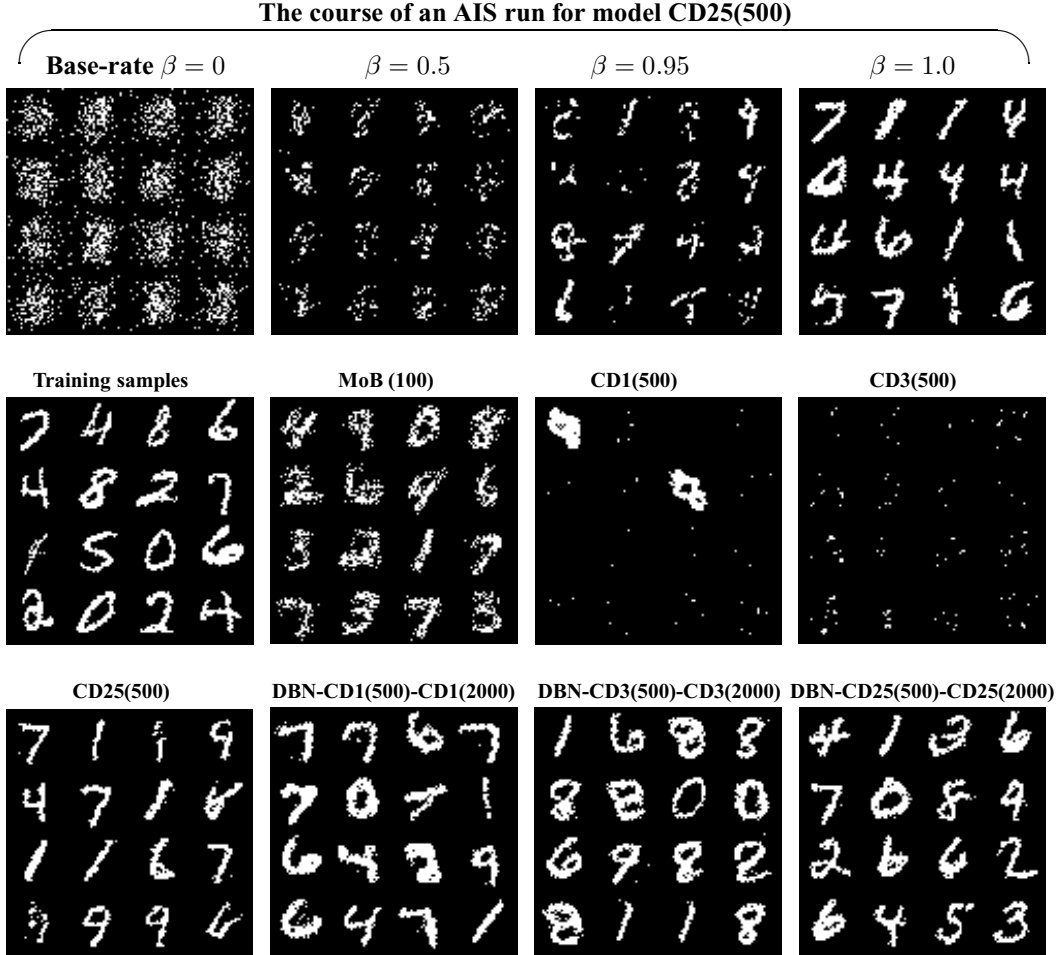 The course of an AIS run for model CD25(500)
Base-rate β = 0 β = 0.5 β = 0.95 β = 1.0
Training samples MoB (100) CD1(500) CD3(500)
CD25(500) DBN-CD1(500)-CD1(2000) DBN-CD3(500)-CD3(2000) DBN-CD25(500)-CD25(2000)